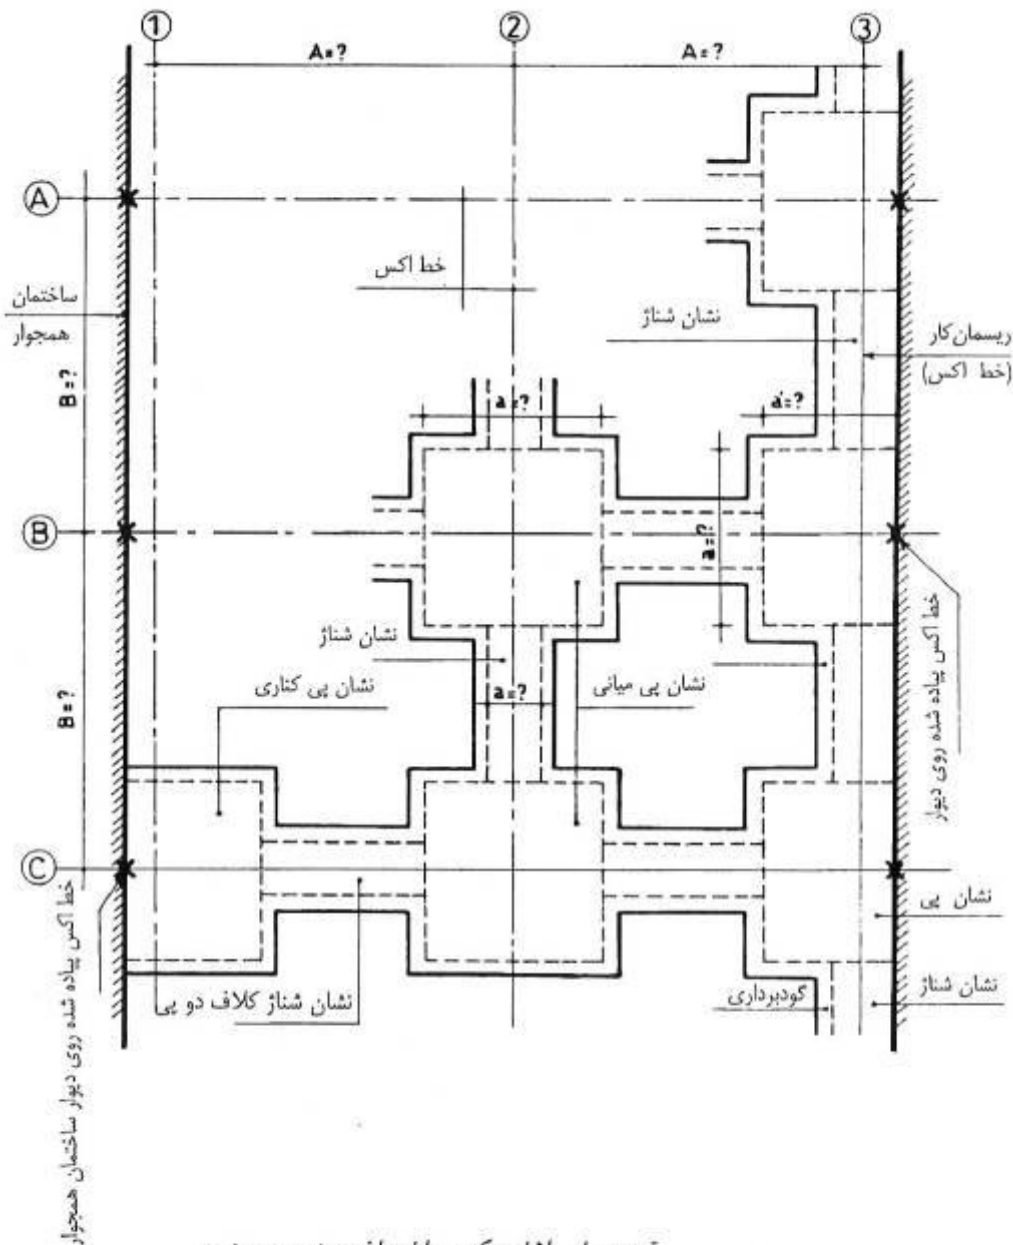 1
2
3
A=?
A=?
A
خط اکس
ساختمان
همجوار
نشان شناژ
ریسمان کار
(خط اکس)
B=?
a=?
a'=?
B
a=?
نشان شناژ
خط اکس پیاده شده روی دیوار
نشان پی کناری
a=?
نشان پی میانی
B=?
C
نشان پی
خط اکس پیاده شده روی دیوار ساختمان همجوار
نشان شناژ کلاف دو پی
گودبرداری
نشان شناژ